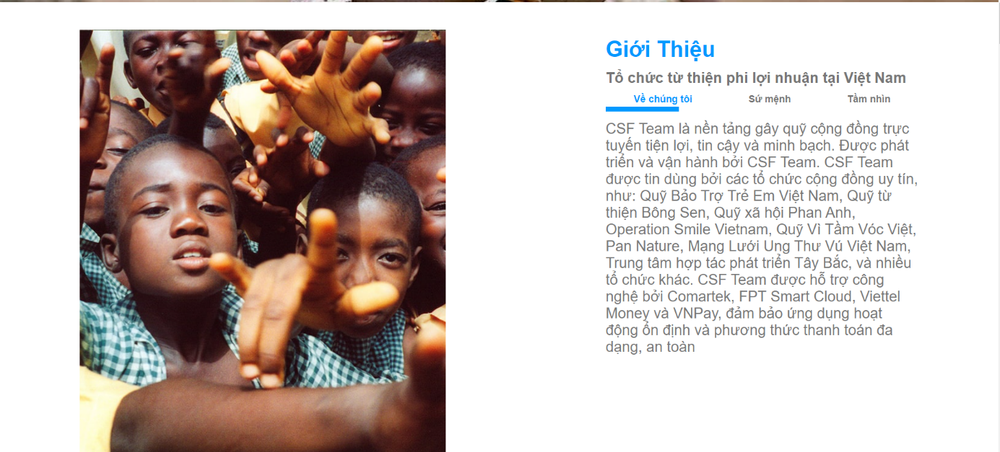 Giới Thiệu
Tổ chức từ thiện phi lợi nhuận tại Việt Nam
Về chúng tôi Sứ mệnh Tầm nhìn
CSF Team là nền tảng gây quỹ cộng đồng trực
tuyến tiện lợi, tin cậy và minh bạch. Được phát
triển và vận hành bởi CSF Team. CSF Team
được tin dùng bởi các tổ chức cộng đồng uy tín,
như: Quỹ Bảo Trợ Trẻ Em Việt Nam, Quỹ từ
thiện Bông Sen, Quỹ xã hội Phan Anh,
Operation Smile Vietnam, Quỹ Vì Tầm Vóc Việt,
Pan Nature, Mạng Lưới Ung Thư Vú Việt Nam,
Trung tâm hợp tác phát triển Tây Bắc, và nhiều
tổ chức khác. CSF Team được hỗ trợ công
nghệ bởi Comartek, FPT Smart Cloud, Viettel
Money và VNPay, đảm bảo ứng dụng hoạt
động ổn định và phương thức thanh toán đa
dạng, an toàn